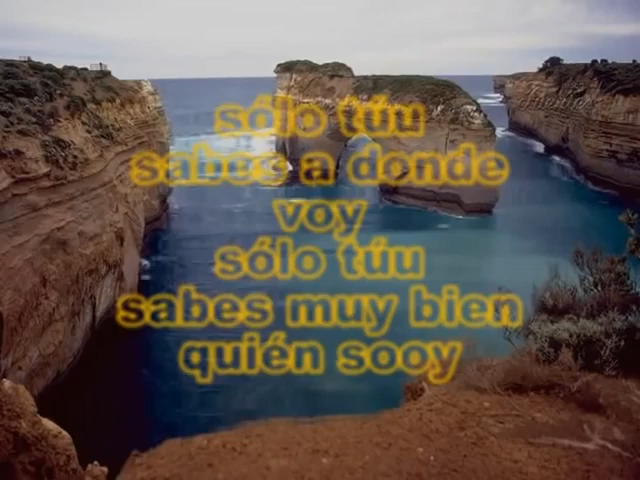 sólo túu
sabes a donde
voy
sólo túu
sabes muy bien
quién sooy